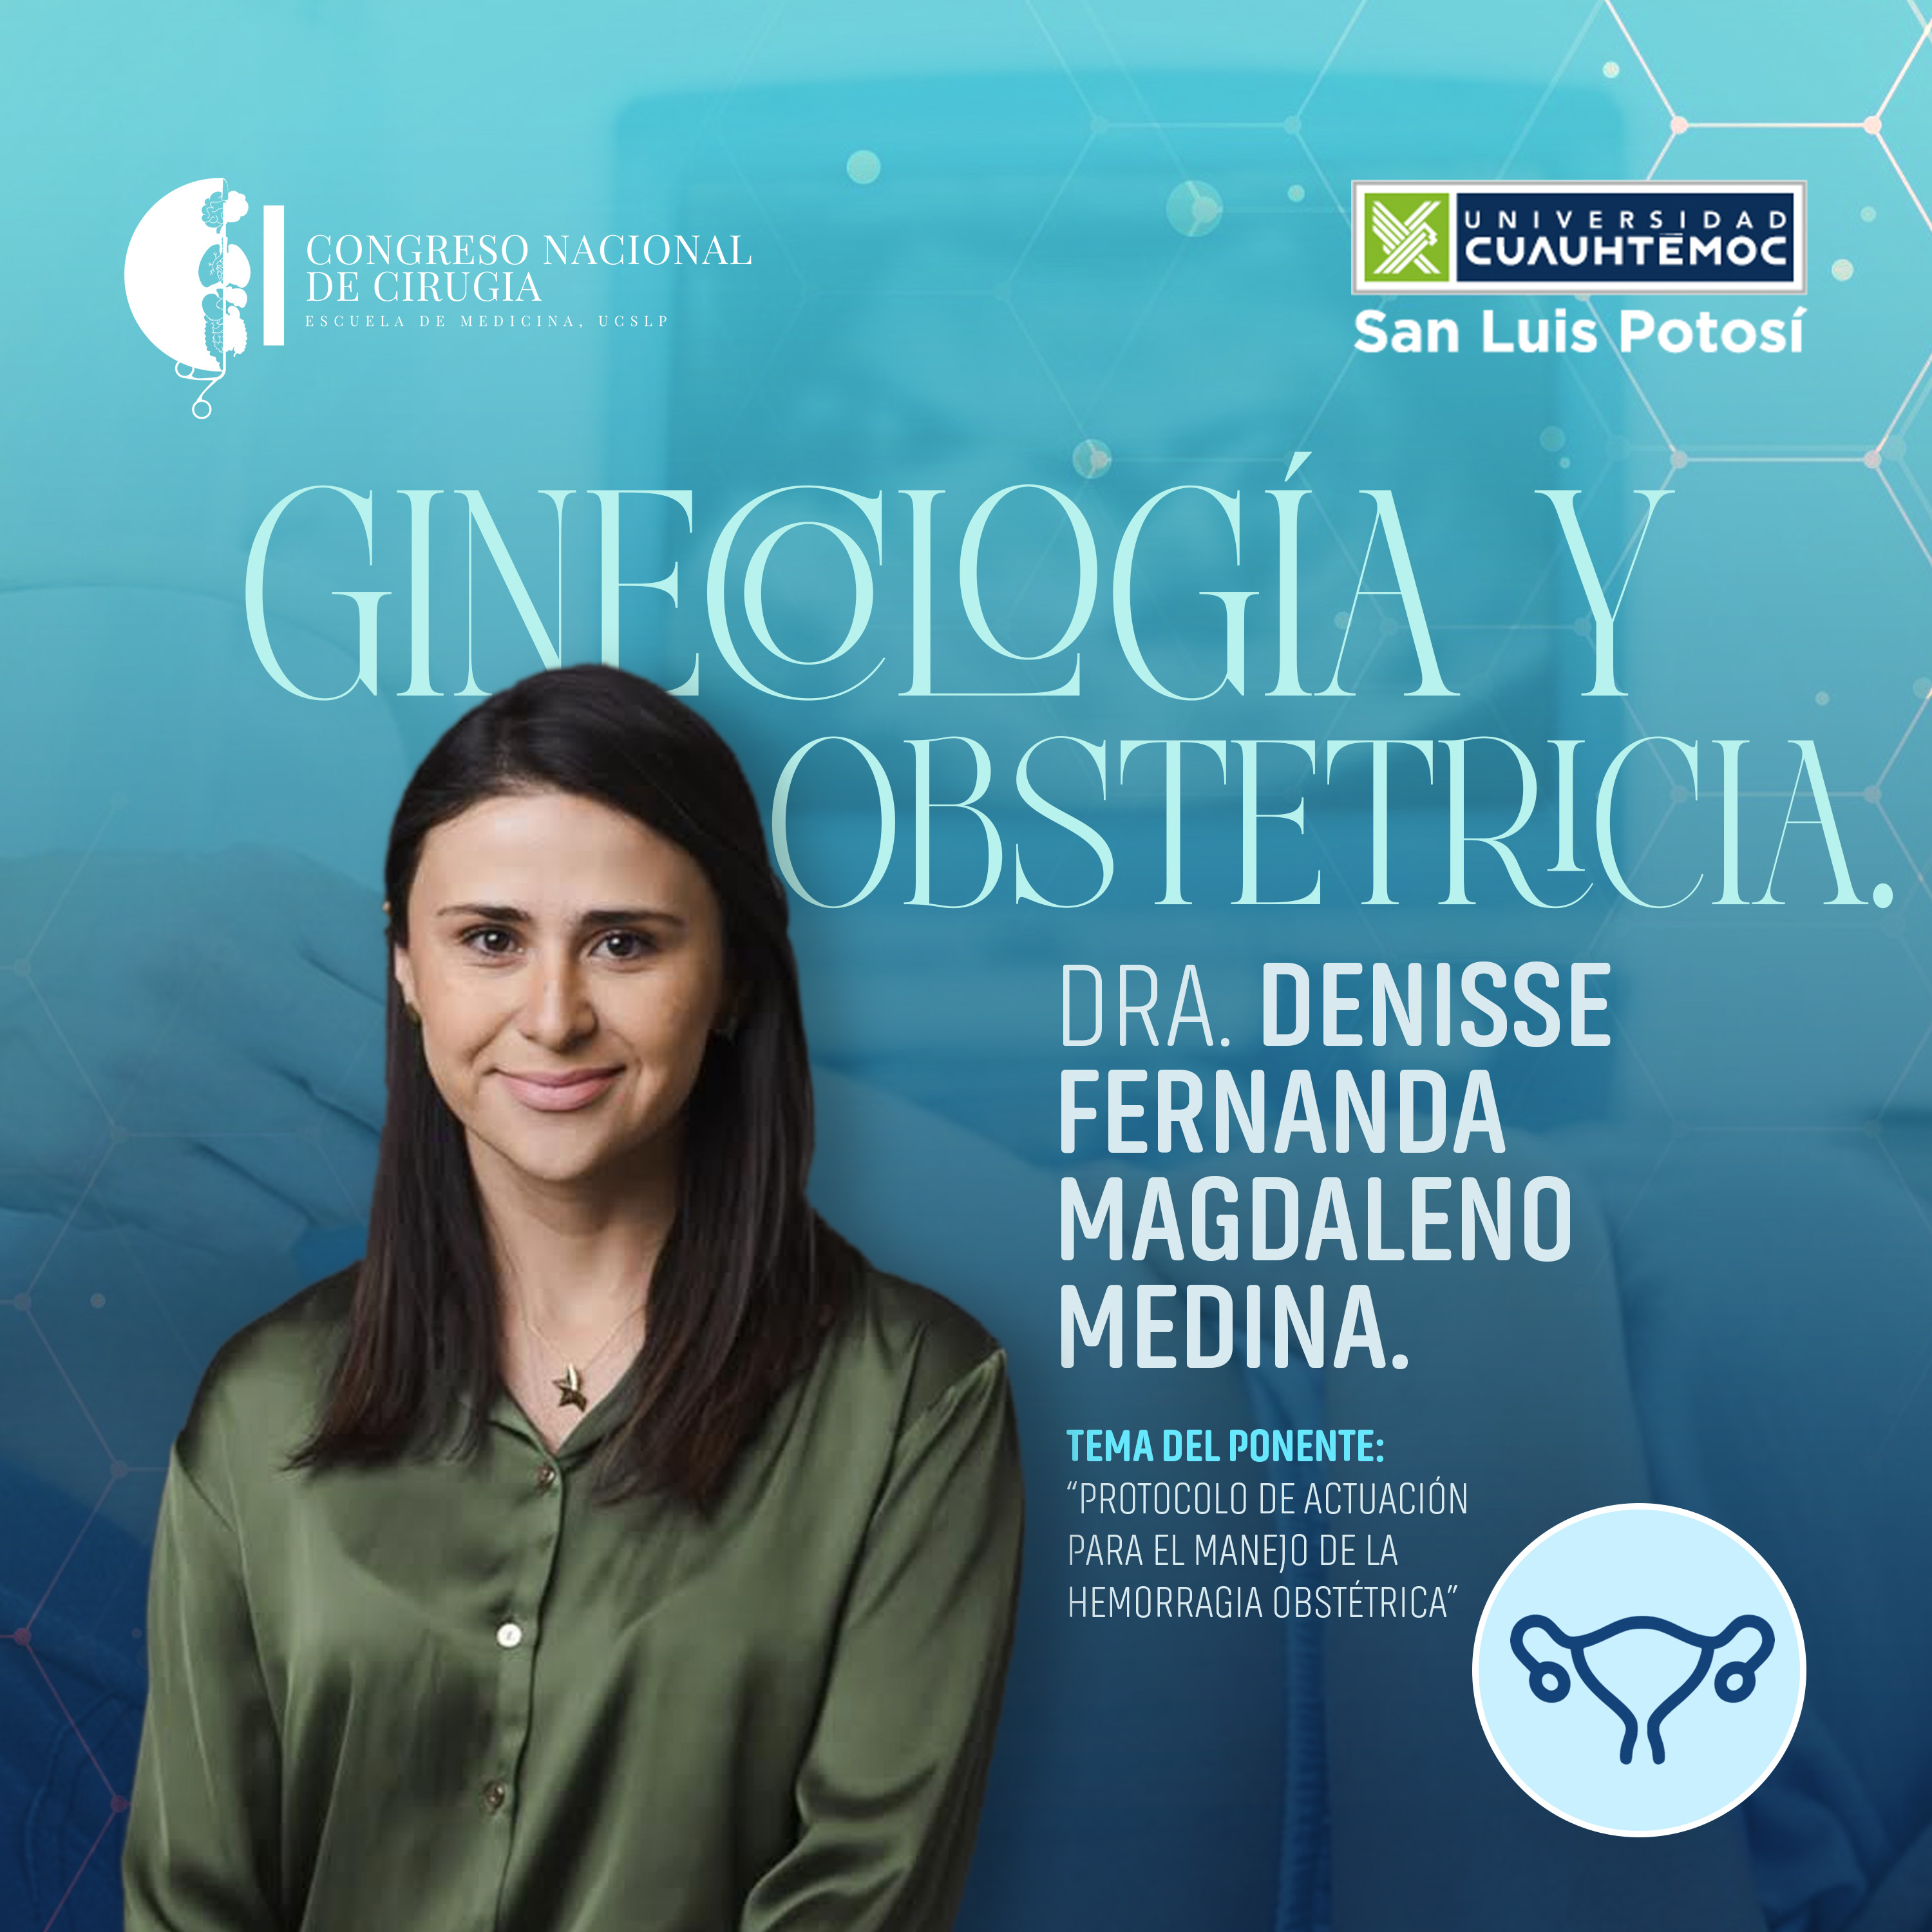 CONGRESO NACIONAL
DE CIRUGIA
ESCUELA DE MEDICINA, UCSLP
UNIVERSIDAD
CUAUHTÉMOC
San Luis Potosí
GINECOLOGÍA Y
OBSTETRICIA.
DRA. DENISSE
FERNANDA
MAGDALENO
MEDINA.
TEMA DEL PONENTE:
“PROTOCOLO DE ACTUACIÓN
PARA EL MANEJO DE LA
HEMORRAGIA OBSTÉTRICA”